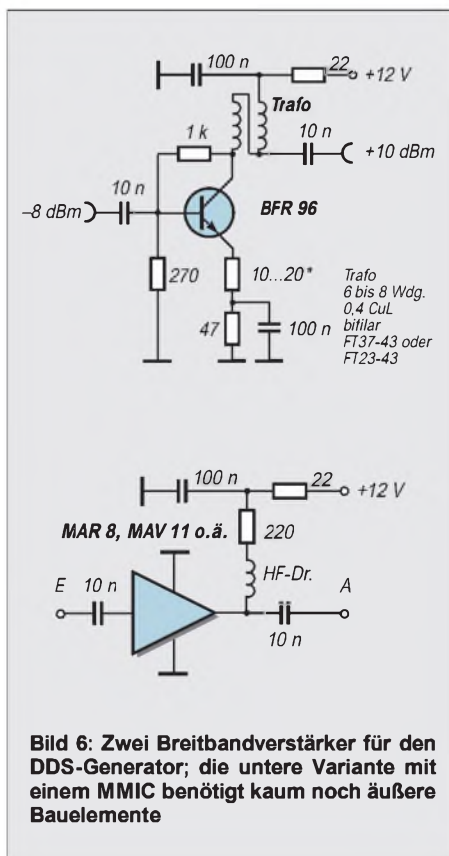 100 n
22
+12 V
Trafo
1 k
10 n
+10 dBm
10 n
–8 dBm
BFR 96
270
10...20*
47
100 n
Trafo
6 bis 8 Wdg.
0,4 CuL
bifilar
FT37-43 oder
FT23-43
100 n
22
+12 V
MAR 8, MAV 11 o.ä.
220
HF-Dr.
E
10 n
A
10 n
Bild 6: Zwei Breitbandverstärker für den
DDS-Generator; die untere Variante mit
einem MMIC benötigt kaum noch äußere
Bauelemente